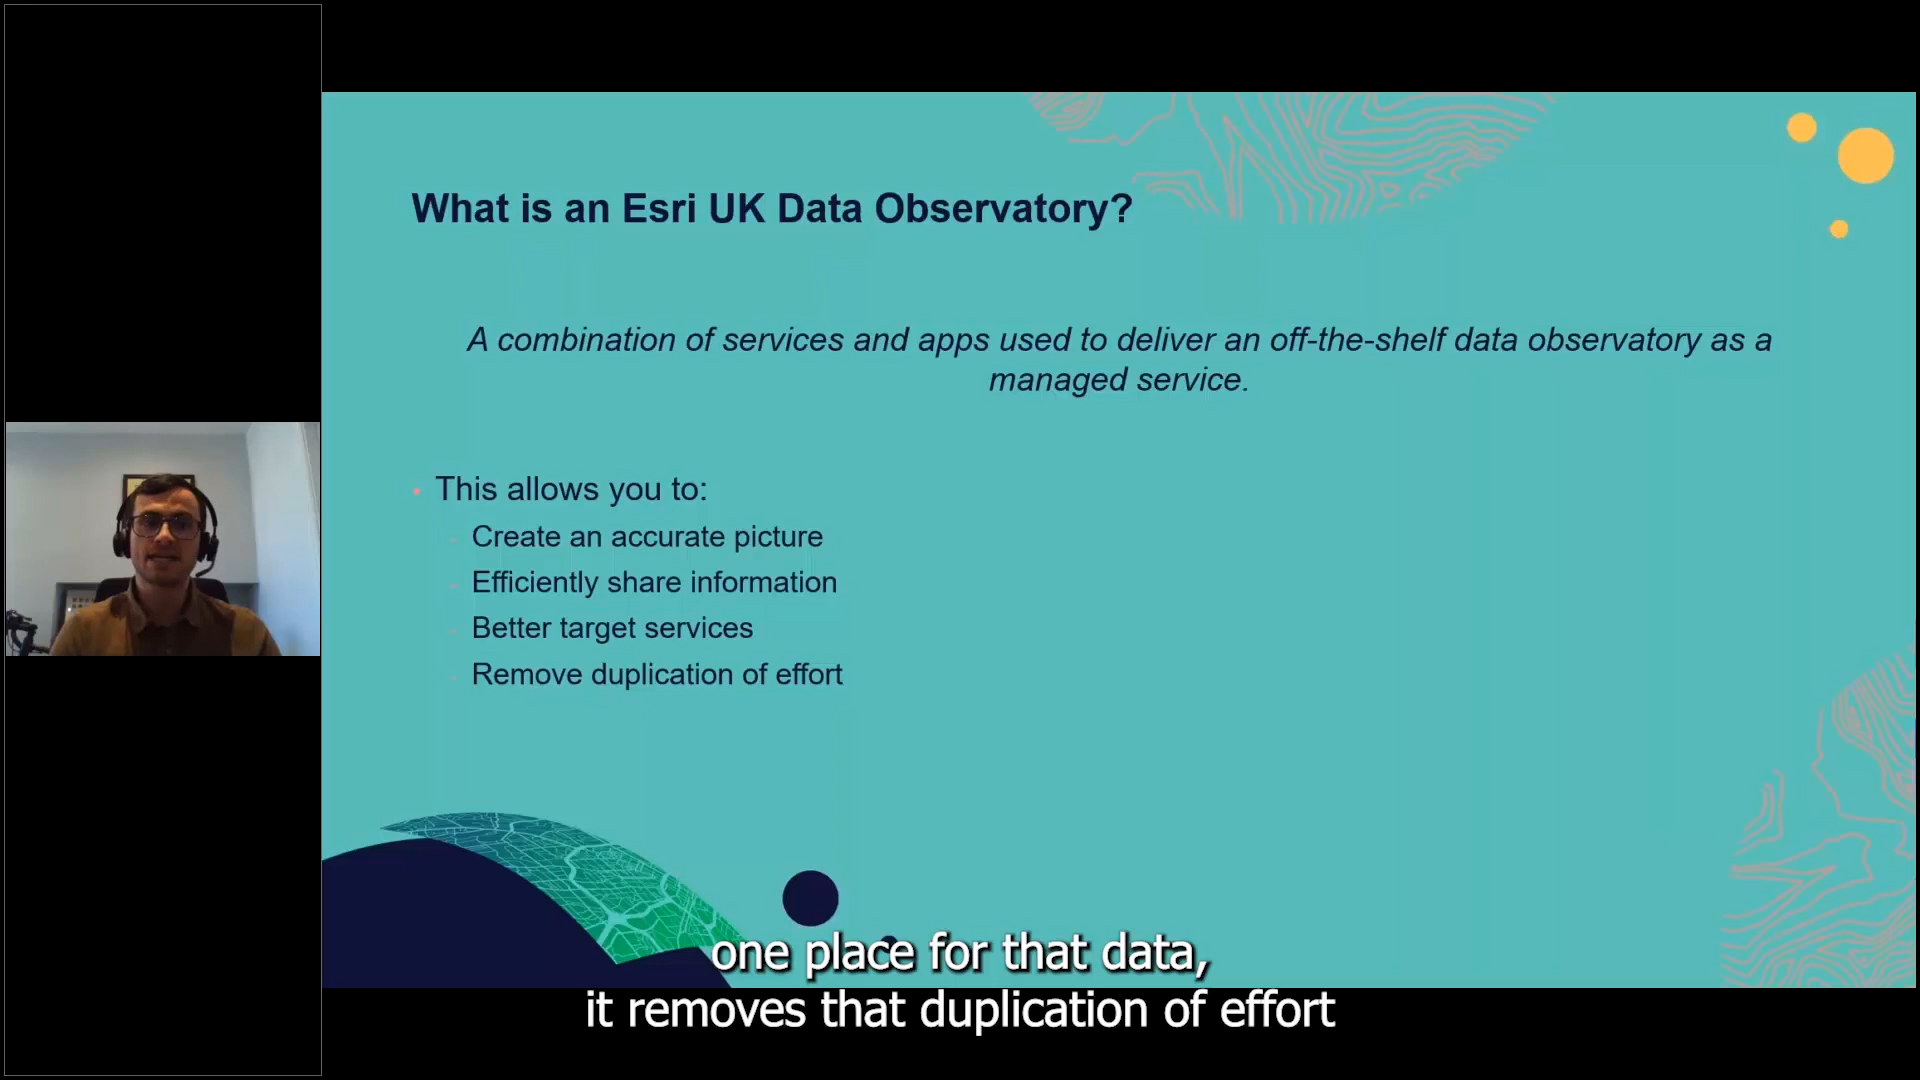 What is an Esri UK Data Observatory?
A combination of services and apps used to deliver an off-the-shelf data observatory as a
managed service.
• This allows you to:
- Create an accurate picture
- Efficiently share information
- Better target services
- Remove duplication of effort
one place for that data,
it removes that duplication of effort